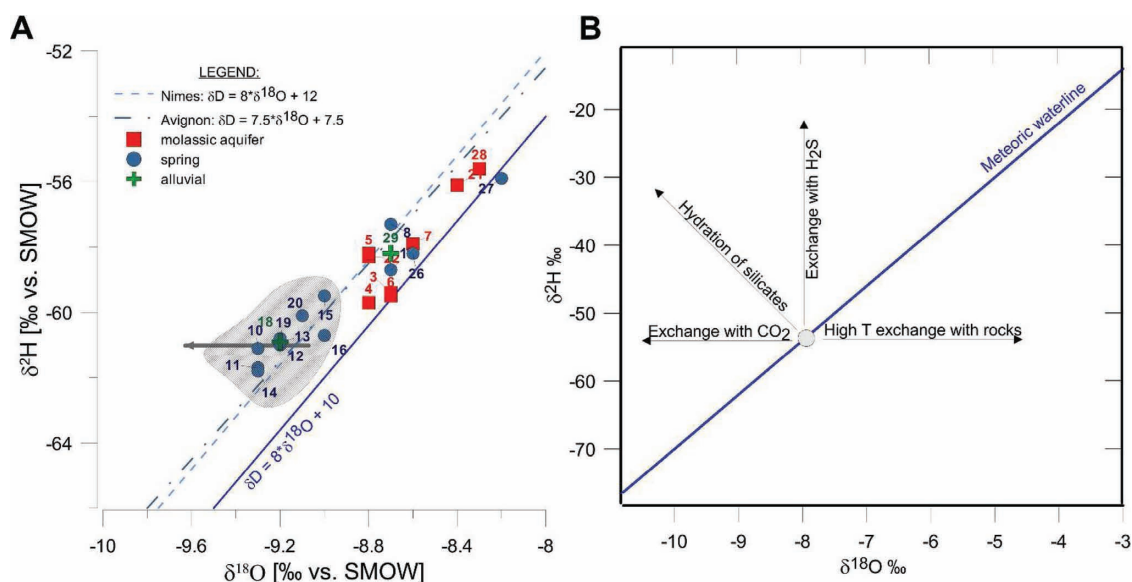 A
B
-52
-56
-60
-64
δ²H [‰ vs. SMOW]
LEGEND:
Nimes: δD = 8*δ¹⁸O + 12
Avignon: δD = 7.5*δ¹⁸O + 7.5
molassic aquifer
spring
alluvial
28
27
5
29
8
7
1
22
26
3
6
4
20
18
19
10
15
13
12
16
11
14
δD = 8*δ¹⁸O + 10
-10
-9.6
-9.2
-8.8
-8.4
-8
δ¹⁸O [‰ vs. SMOW]
-20
-30
-40
-50
-60
-70
δ²H ‰
Meteoric waterline
Exchange with H₂S
Hydration of silicates
Exchange with CO₂
High T exchange with rocks
-10
-9
-8
-7
-6
-5
-4
-3
δ¹⁸O ‰